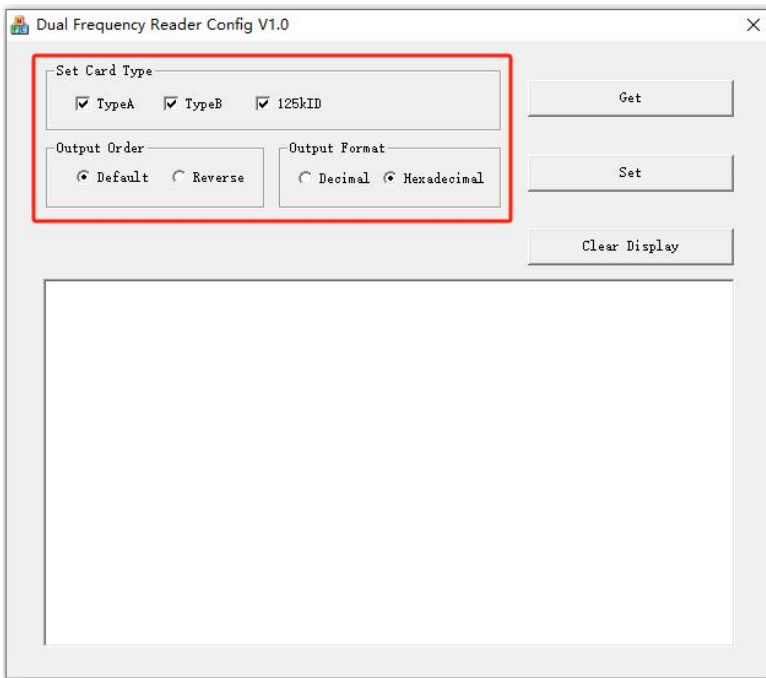 Dual Frequency Reader Config V1.0
Set Card Type
TypeA TypeB 125kID
Get
Output Order
Output Format
Default Reverse
Decimal Hexadecimal
Set
Clear Display